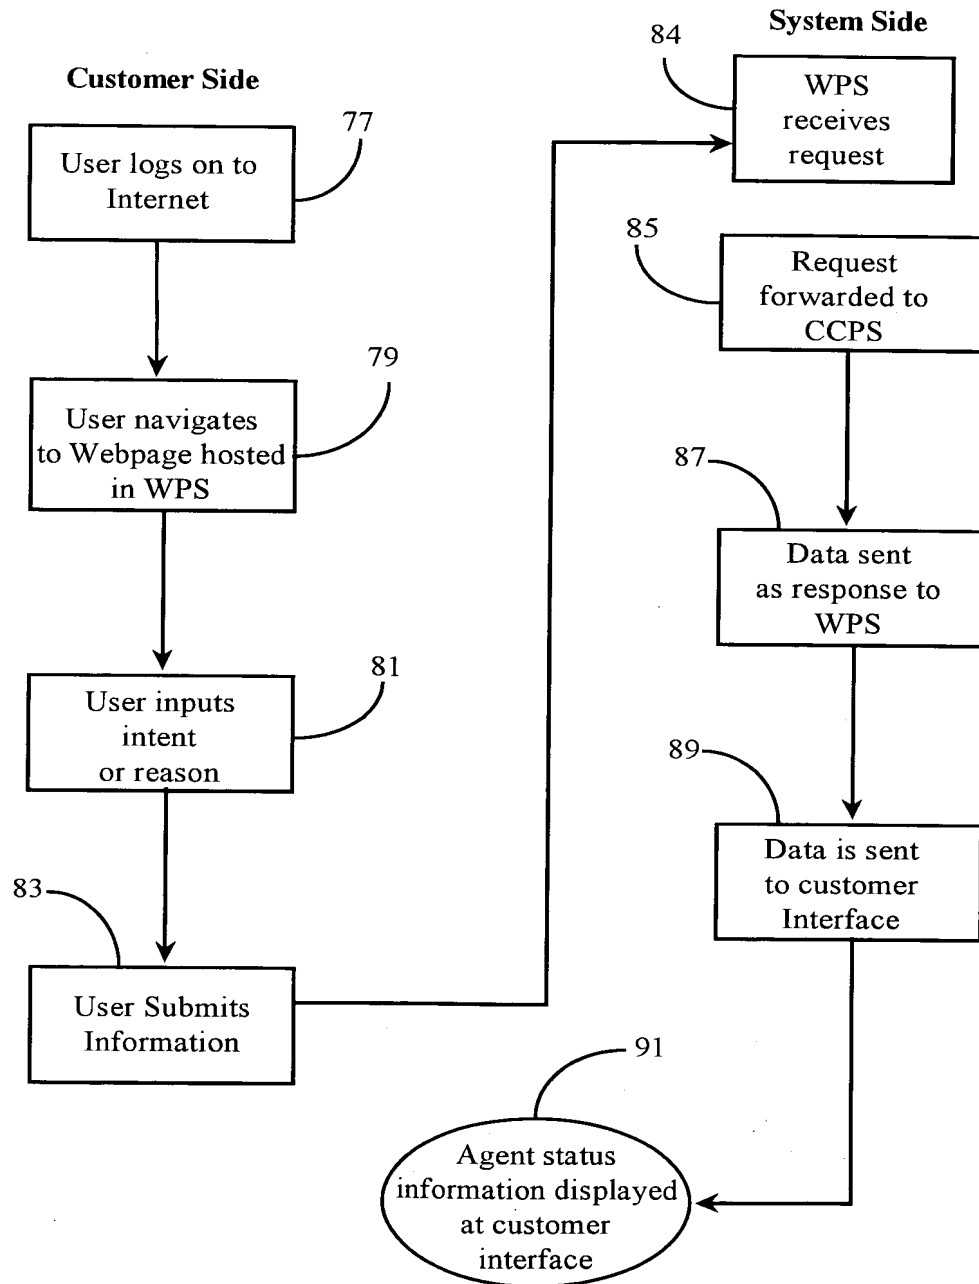 Customer Side
77
User logs on to
Internet
79
User navigates
to Webpage hosted
in WPS
81
User inputs
intent
or reason
83
User Submits
Information
System Side
84
WPS
receives
request
85
Request
forwarded to
CCPS
87
Data sent
as response to
WPS
89
Data is sent
to customer
Interface
91
Agent status
information displayed
at customer
interface